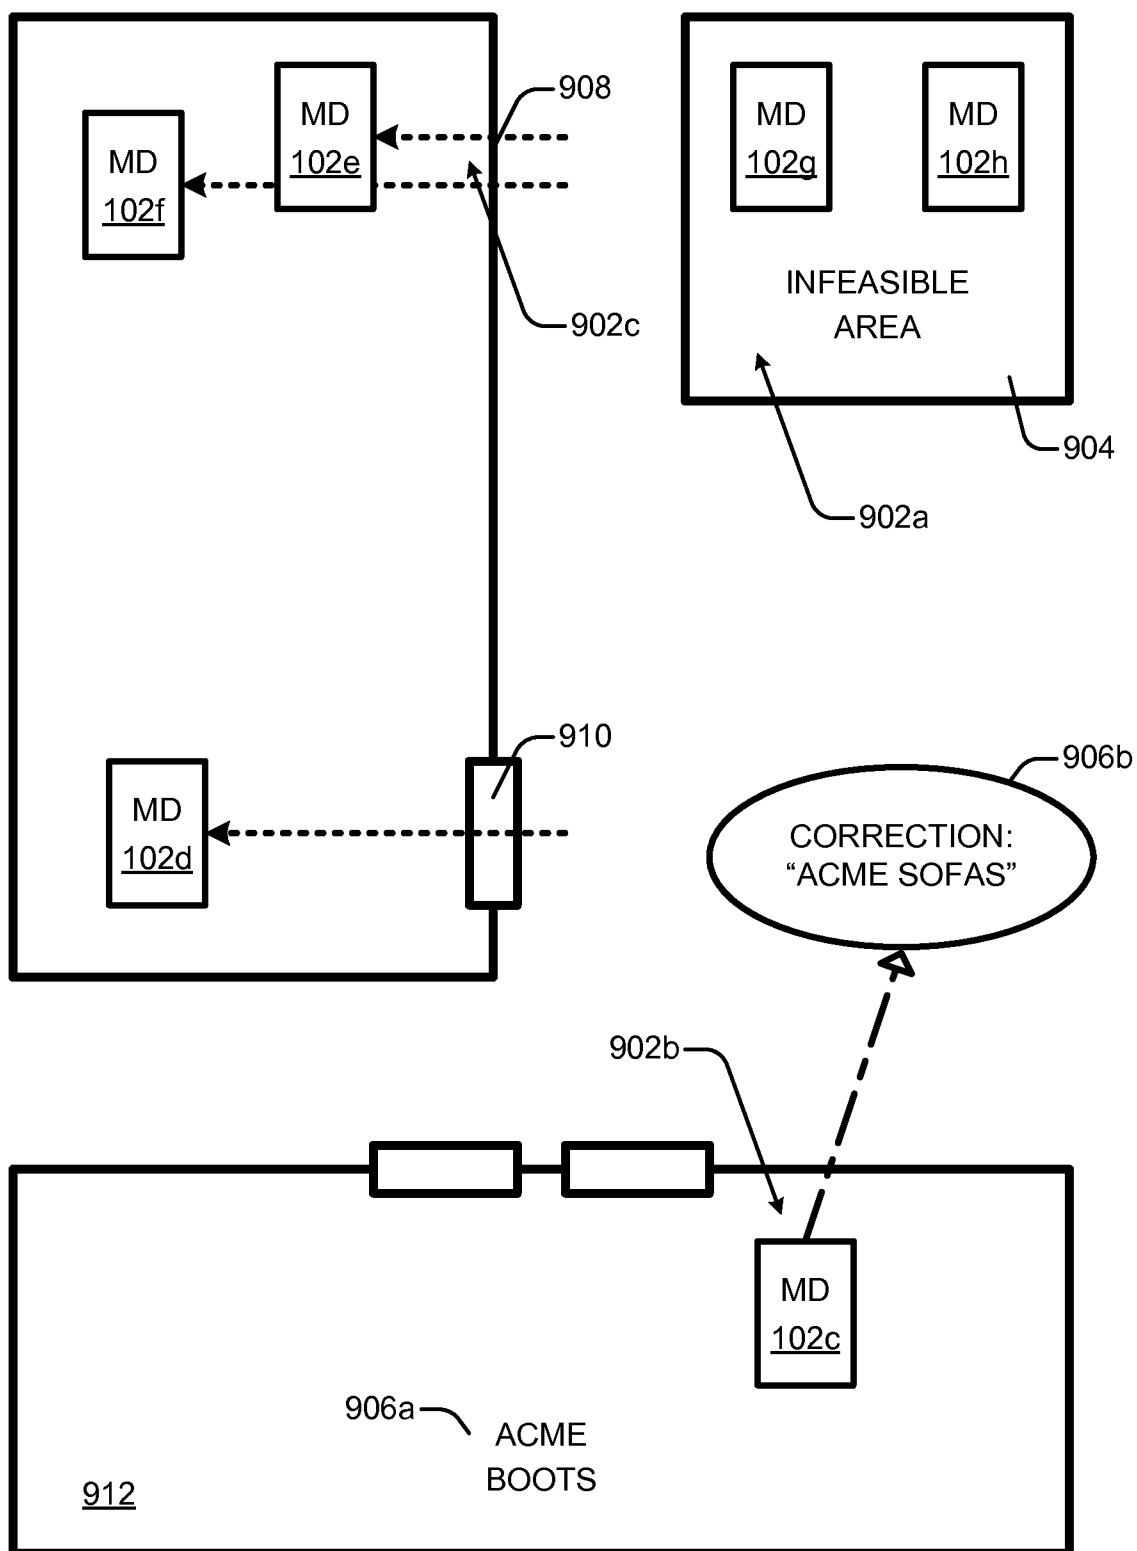 908
MD
102e
MD
102f
902c
MD
102g
MD
102h
INFEASIBLE
AREA
904
902a
910
MD
102d
906b
CORRECTION:
“ACME SOFAS”
902b
MD
102c
906a
ACME
BOOTS
912